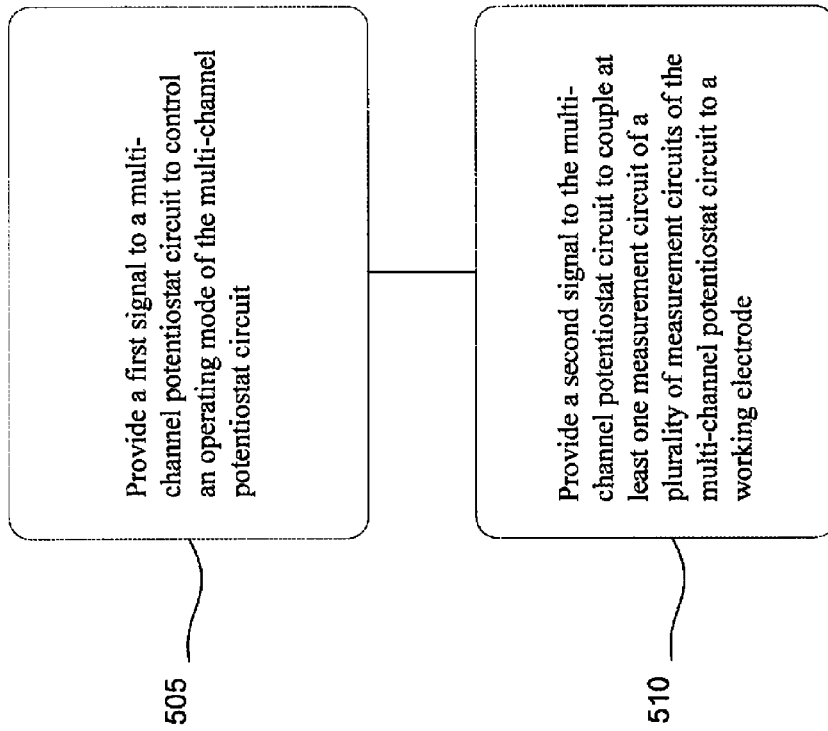 505
Provide a first signal to a multi-
channel potentiostat circuit to control
an operating mode of the multi-channel
potentiostat circuit
510
Provide a second signal to the multi-
channel potentiostat circuit to couple at
least one measurement circuit of a
plurality of measurement circuits of the
multi-channel potentiostat circuit to a
working electrode